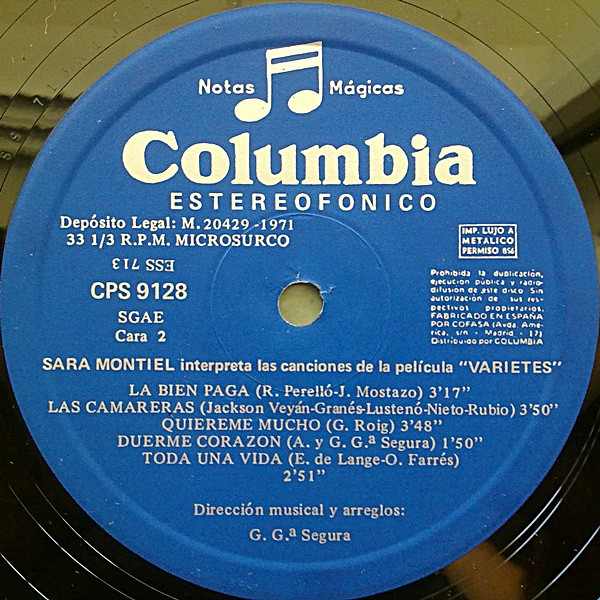 Notas Mágicas
Columbia
ESTEREOFONICO
Depósito Legal: M. 20429-1971
33 1/3 R.P.M. MICROSURCO
ESS 713
CPS 9128
SGAE
Cara 2
IMP. LUJO A
METALICO
PERMISO 856
Prohibida la duplicación,
ejecución pública y radio-
difusion de este disco. Sin
autorización de sus res-
pectivos propietarios.
FABRICADO EN ESPAÑA
POR COFASA (Avda. Ame-
rica, s/n - Madrid - 17)
Distribuido por COLUMBIA
SARA MONTIEL interpreta las canciones de la película "VARIETES"
LA BIEN PAGA (R. Perelló-J. Mostazo) 3'17"
LAS CAMARERAS (Jackson Veyán-Granés-Lustenó-Nieto-Rubio) 3'50"
QUIEREME MUCHO (G. Roig) 3'48"
DUERME CORAZON (A. y G. G.ª Segura) 1'50"
TODA UNA VIDA (E. de Lange-O. Farrés)
2'51"
Dirección musical y arreglos:
G. G.ª Segura